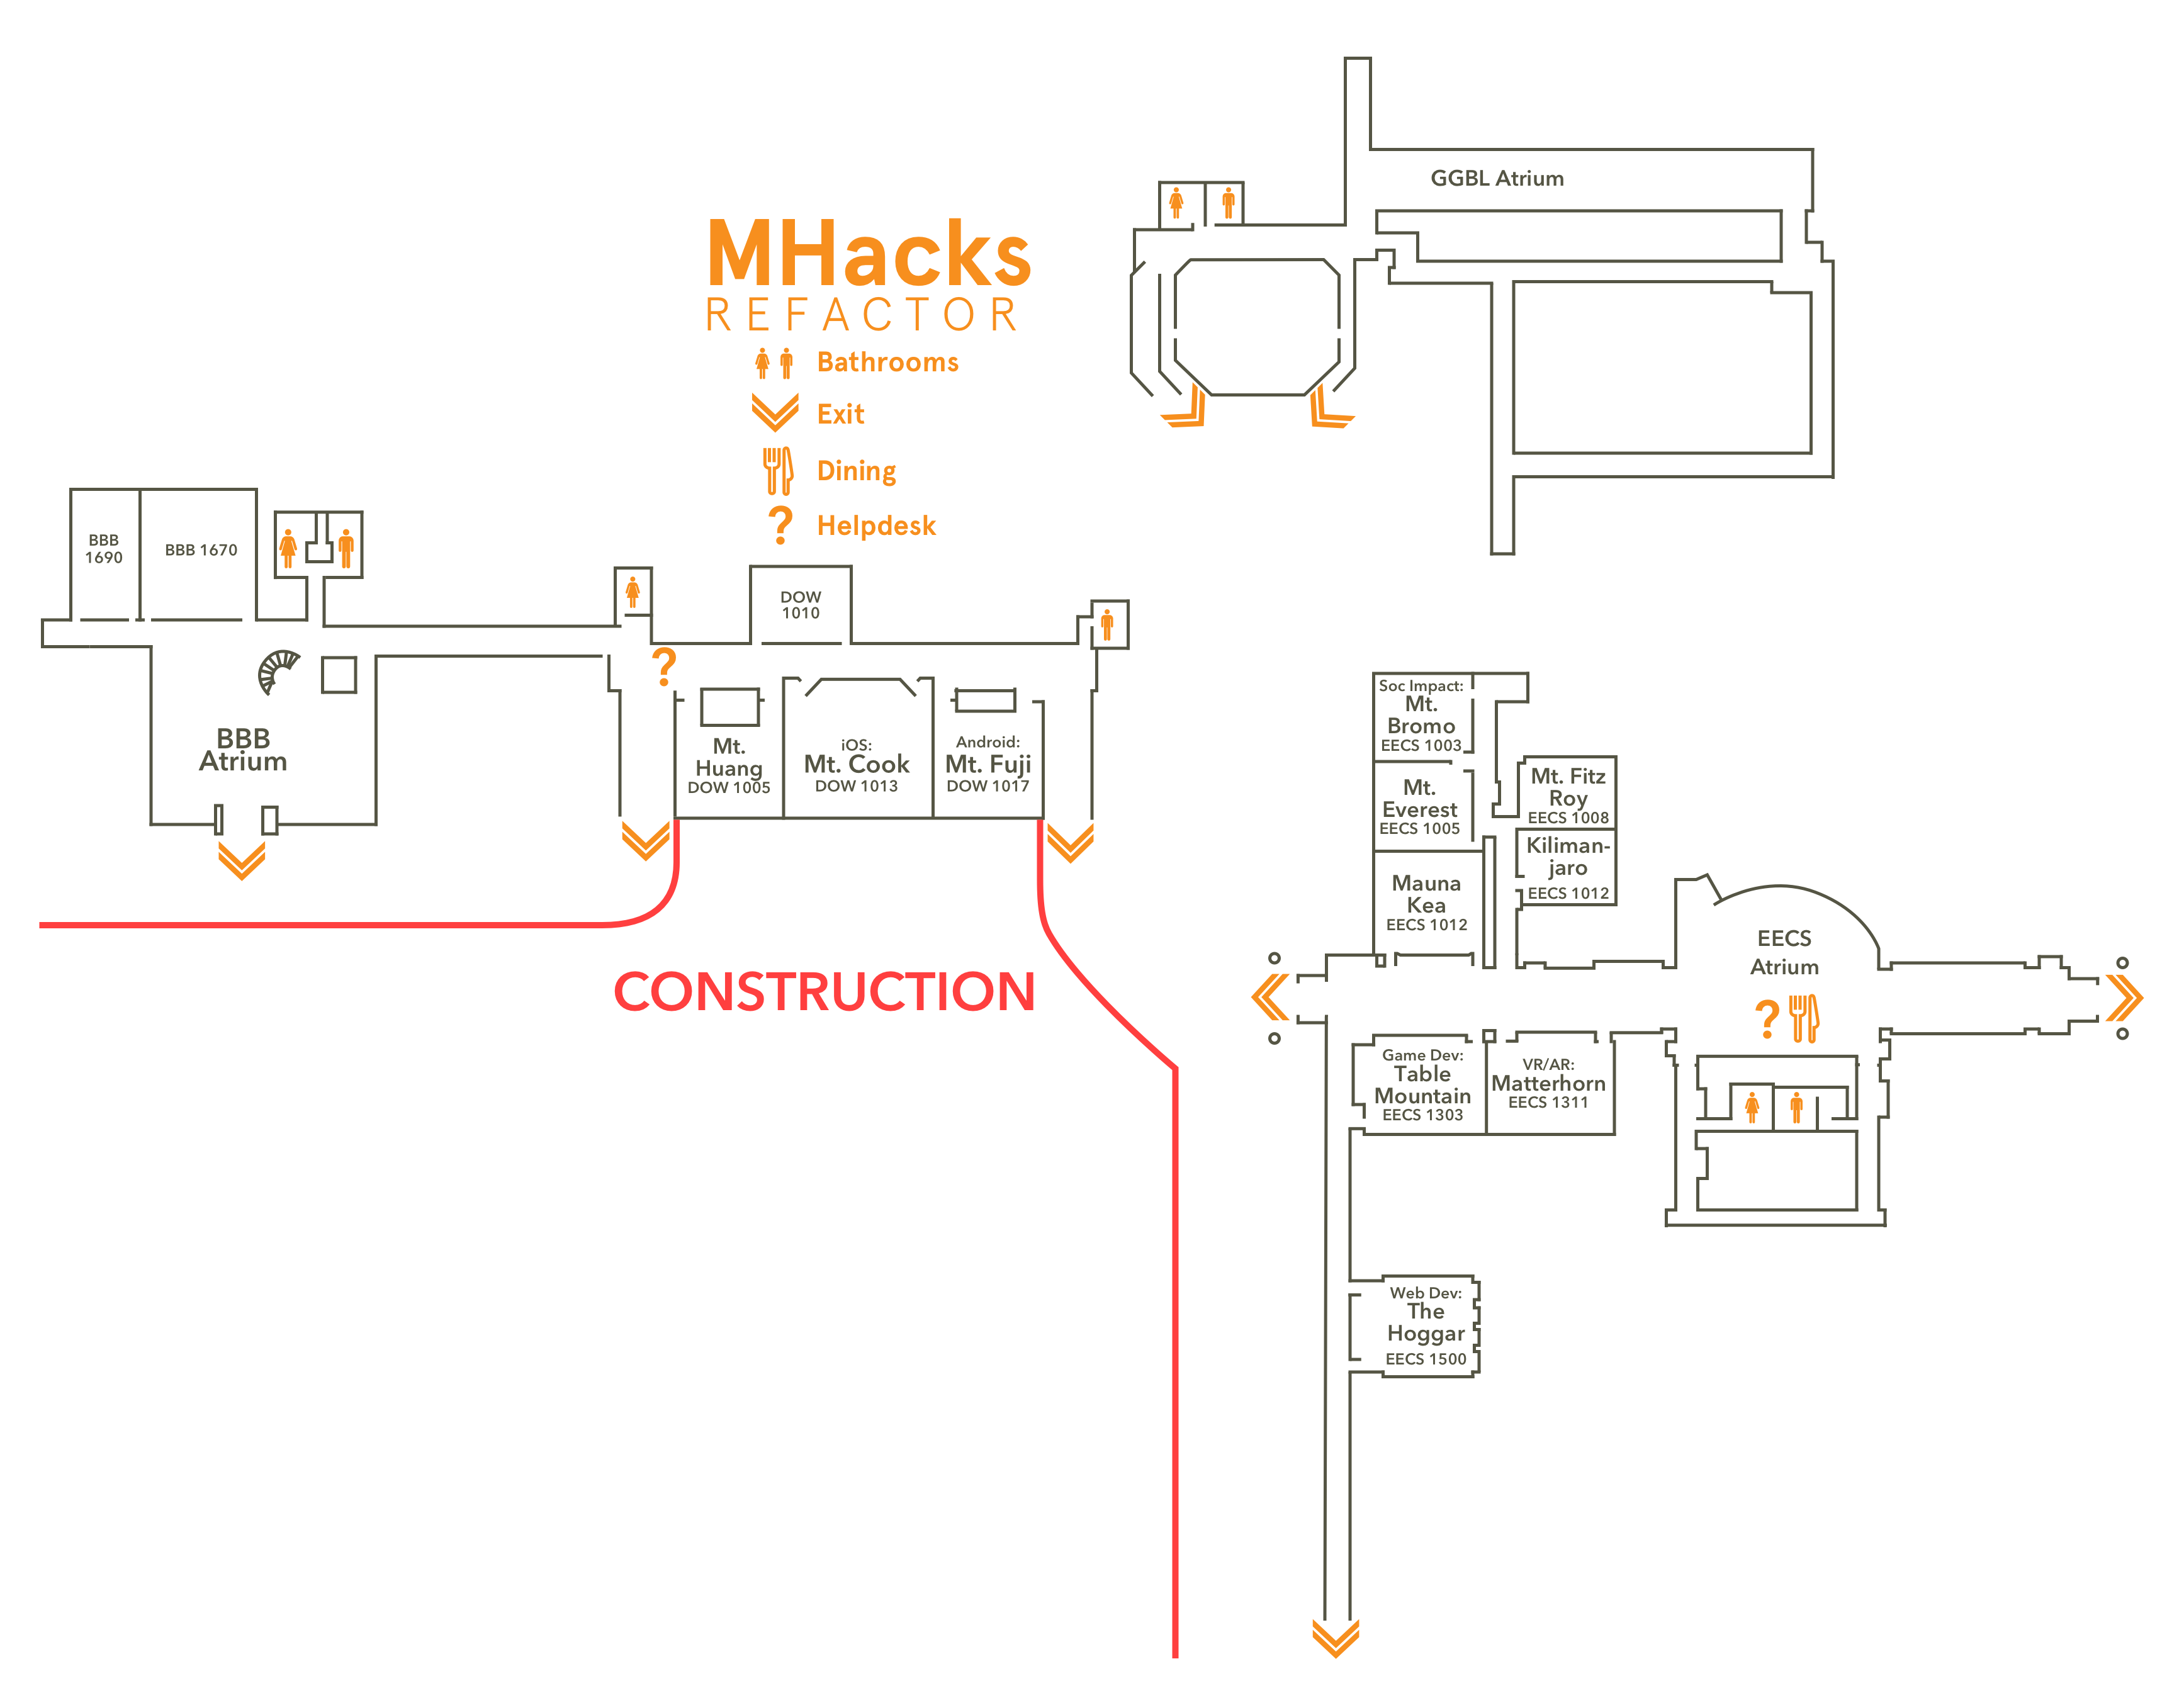 MHacks
REFACTOR
Bathrooms
Exit
Dining
? Helpdesk
GGBL Atrium
BBB
1690
BBB 1670
BBB
Atrium
DOW
1010
?
Mt.
Huang
DOW 1005
iOS:
Mt. Cook
DOW 1013
Android:
Mt. Fuji
DOW 1017
CONSTRUCTION
Soc Impact:
Mt.
Bromo
EECS 1003
Mt.
Everest
EECS 1005
Mauna
Kea
EECS 1012
Mt. Fitz
Roy
EECS 1008
Kiliman-
jaro
EECS 1012
EECS
Atrium
?
Game Dev:
Table
Mountain
EECS 1303
VR/AR:
Matterhorn
EECS 1311
Web Dev:
The
Hoggar
EECS 1500